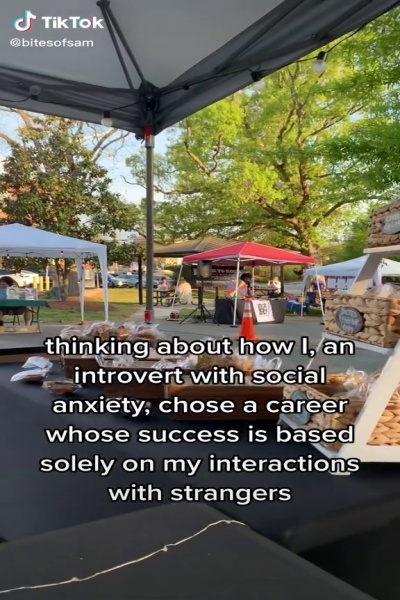 TikTok
@bitesofsam
thinking about how I, an
introvert with social
anxiety, chose a career
whose success is based
solely on my interactions
with strangers